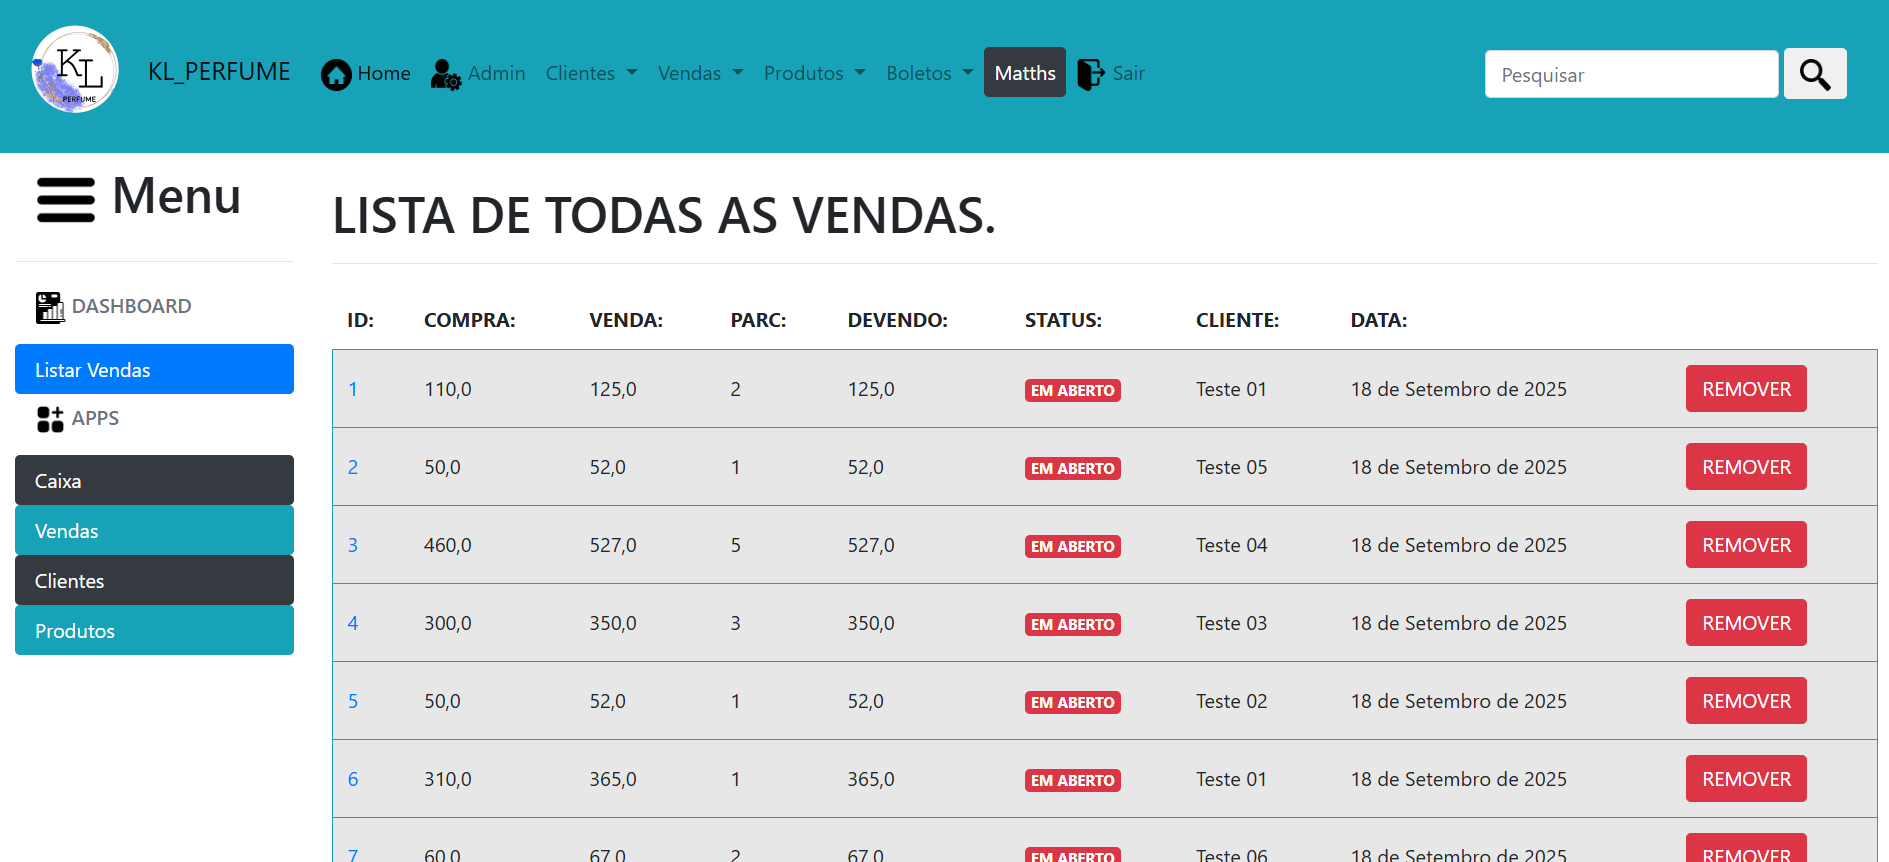 KL
PERFUME
KL_PERFUME Home Admin Clientes Vendas Produtos Boletos Matths Sair Pesquisar
Menu
DASHBOARD
Listar Vendas
APPS
Caixa
Vendas
Clientes
Produtos
LISTA DE TODAS AS VENDAS.
ID: COMPRA: VENDA: PARC: DEVENDO: STATUS: CLIENTE: DATA:
1 110,0 125,0 2 125,0 EM ABERTO Teste 01 18 de Setembro de 2025 REMOVER
2 50,0 52,0 1 52,0 EM ABERTO Teste 05 18 de Setembro de 2025 REMOVER
3 460,0 527,0 5 527,0 EM ABERTO Teste 04 18 de Setembro de 2025 REMOVER
4 300,0 350,0 3 350,0 EM ABERTO Teste 03 18 de Setembro de 2025 REMOVER
5 50,0 52,0 1 52,0 EM ABERTO Teste 02 18 de Setembro de 2025 REMOVER
6 310,0 365,0 1 365,0 EM ABERTO Teste 01 18 de Setembro de 2025 REMOVER
7 60,0 67,0 2 67,0 EM ABERTO Teste 06 18 de Setembro de 2025 REMOVER